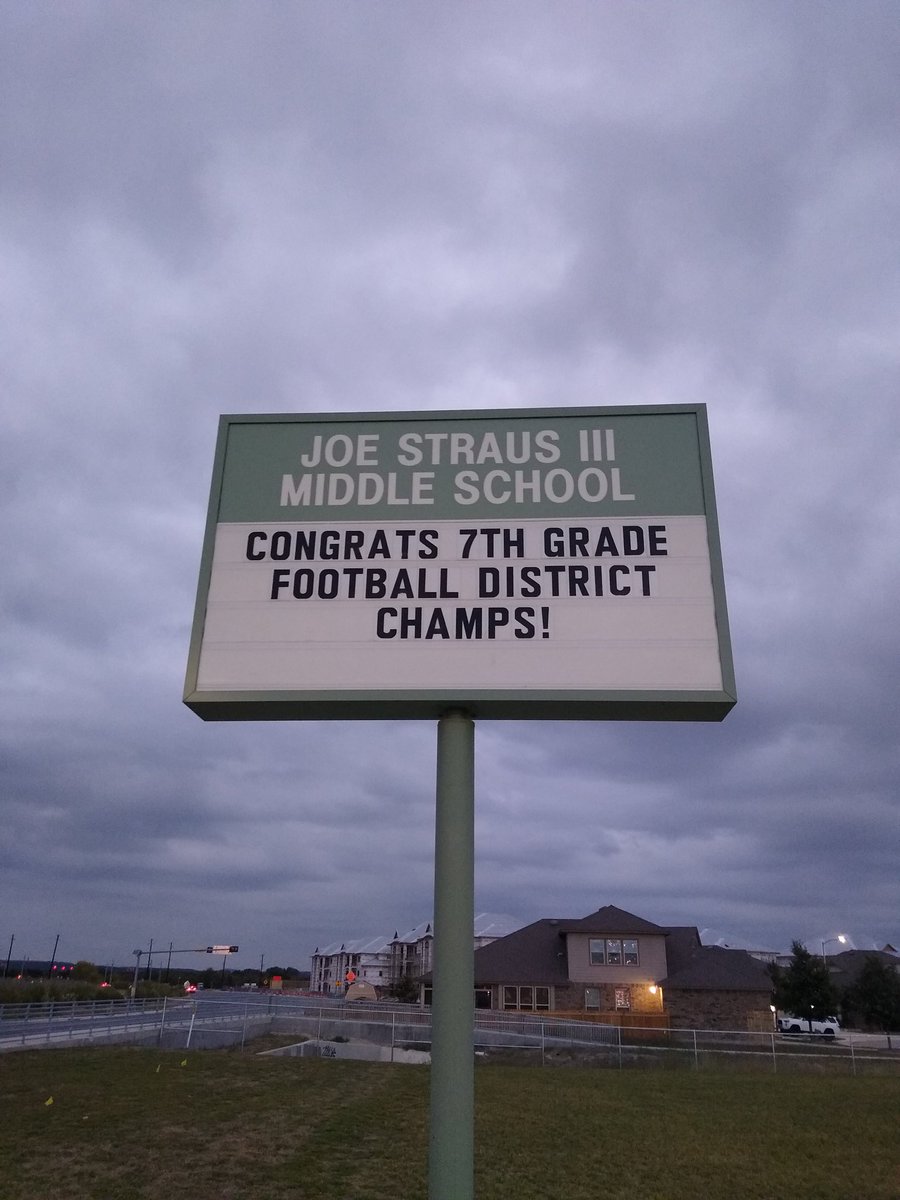 JOE STRAUS III
MIDDLE SCHOOL
CONGRATS 7TH GRADE
FOOTBALL DISTRICT
CHAMPS!